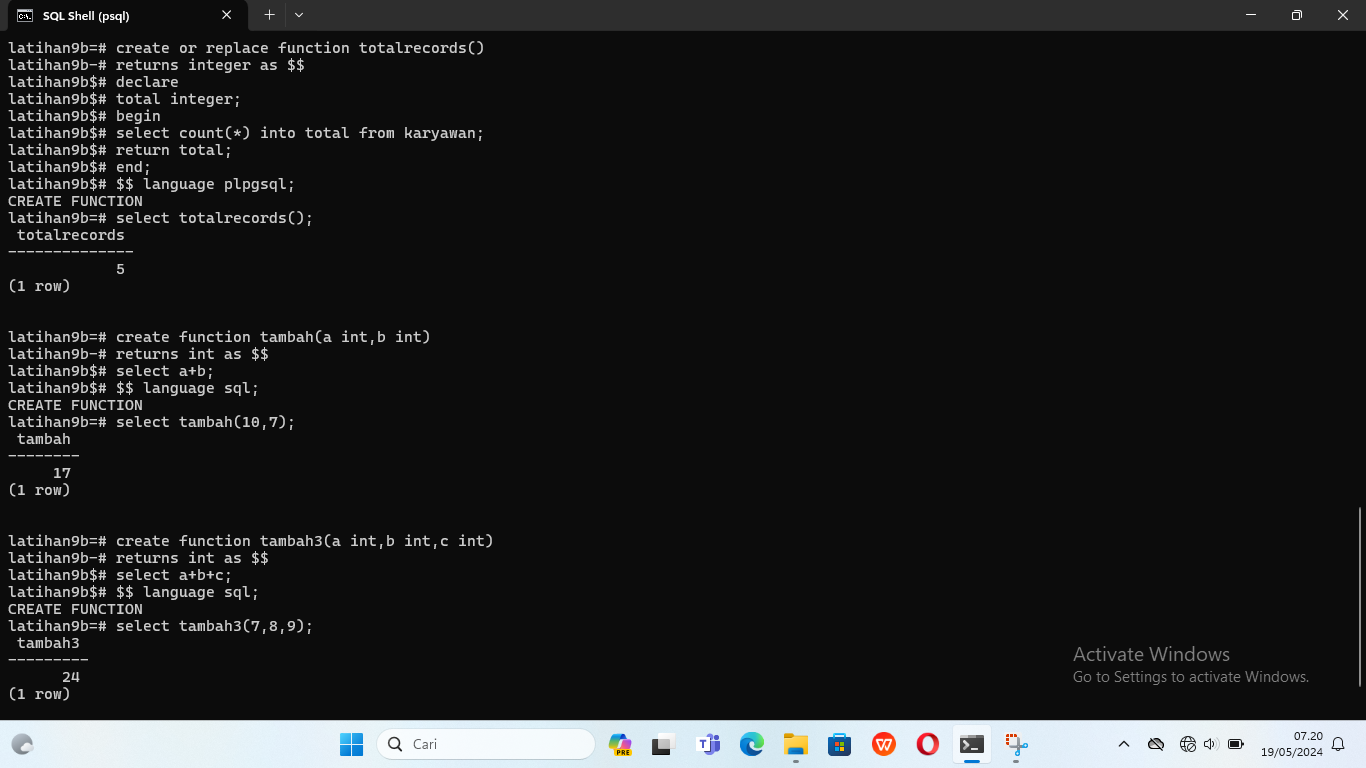 SQL Shell (psql)
latihan9b=# create or replace function totalrecords()
latihan9b-# returns integer as $$
latihan9b$# declare
latihan9b$# total integer;
latihan9b$# begin
latihan9b$# select count(*) into total from karyawan;
latihan9b$# return total;
latihan9b$# end;
latihan9b$# $$ language plpgsql;
CREATE FUNCTION
latihan9b=# select totalrecords();
 totalrecords
--------------
            5
(1 row)
latihan9b=# create function tambah(a int,b int)
latihan9b-# returns int as $$
latihan9b$# select a+b;
latihan9b$# $$ language sql;
CREATE FUNCTION
latihan9b=# select tambah(10,7);
 tambah
--------
     17
(1 row)
latihan9b=# create function tambah3(a int,b int,c int)
latihan9b-# returns int as $$
latihan9b$# select a+b+c;
latihan9b$# $$ language sql;
CREATE FUNCTION
latihan9b=# select tambah3(7,8,9);
 tambah3
---------
      24
(1 row)
Activate Windows
Go to Settings to activate Windows.
Cari
PRE
07.20
19/05/2024